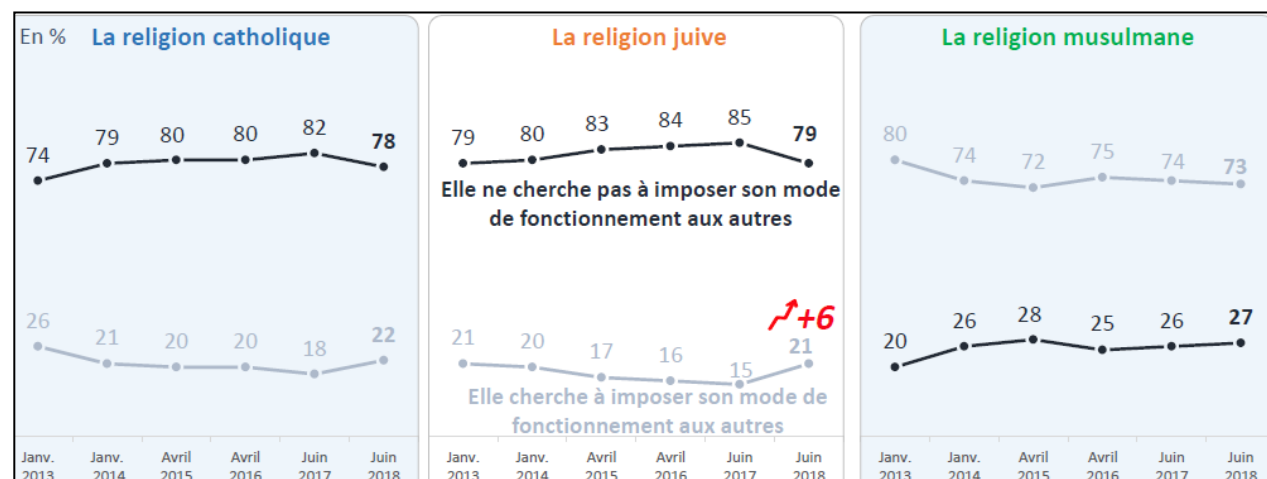 En % La religion catholique
74 79 80 80 82 78
26 21 20 20 18 22
Janv. Janv. Avril Avril Juin Juin
2013 2014 2015 2016 2017 2018
La religion juive
79 80 83 84 85 79
Elle ne cherche pas à imposer son mode
de fonctionnement aux autres
+6
21 20 17 16 15 21
Elle cherche à imposer son mode de
fonctionnement aux autres
Janv. Janv. Avril Avril Juin Juin
2013 2014 2015 2016 2017 2018
La religion musulmane
80 74 72 75 74 73
20 26 28 25 26 27
Janv. Janv. Avril Avril Juin Juin
2013 2014 2015 2016 2017 2018